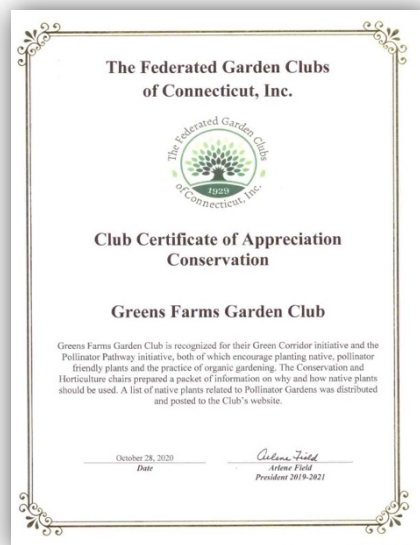 The Federated Garden Clubs
of Connecticut, Inc.
The Federated Garden Clubs
1929
of Connecticut, Inc.
Club Certificate of Appreciation
Conservation
Greens Farms Garden Club
Greens Farms Garden Club is recognized for their Green Corridor initiative and the
Pollinator Pathway initiative, both of which encourage planting native, pollinator
friendly plants and the practice of organic gardening. The Conservation and
Horticulture chairs prepared a packet of information on why and how native plants
should be used. A list of native plants related to Pollinator Gardens was distributed
and posted to the Club's website.
October 28, 2020
Date
Arlene Field
Arlene Field
President 2019-2021